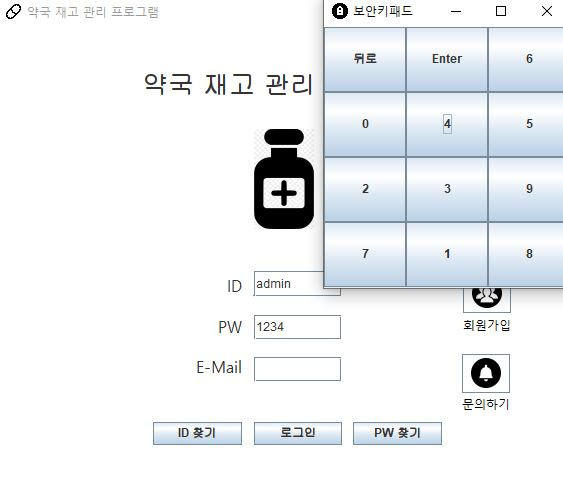 약국 재고 관리 프로그램
보안키패드
약국 재고 관리
뒤로 Enter 6
0 4 5
2 3 9
7 1 8
ID admin
PW 1234
E-Mail
회원가입
문의하기
ID 찾기 로그인 PW 찾기